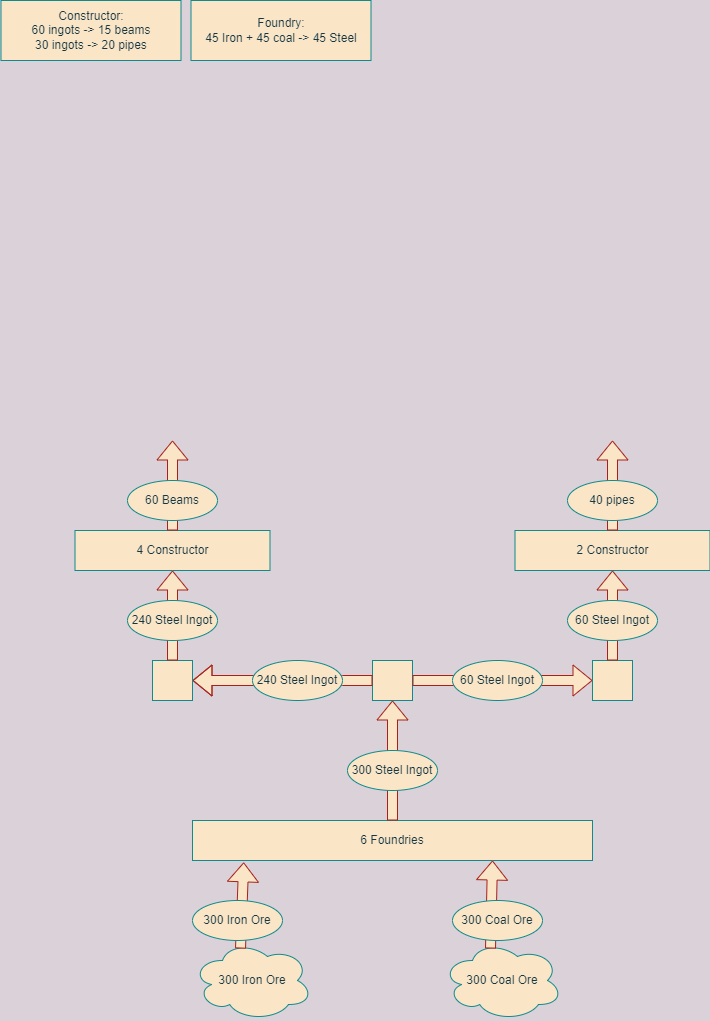 Constructor:
60 ingots -> 15 beams
30 ingots -> 20 pipes
Foundry:
45 Iron + 45 coal -> 45 Steel
60 Beams
40 pipes
4 Constructor
2 Constructor
240 Steel Ingot
60 Steel Ingot
240 Steel Ingot
60 Steel Ingot
300 Steel Ingot
6 Foundries
300 Iron Ore
300 Coal Ore
300 Iron Ore
300 Coal Ore